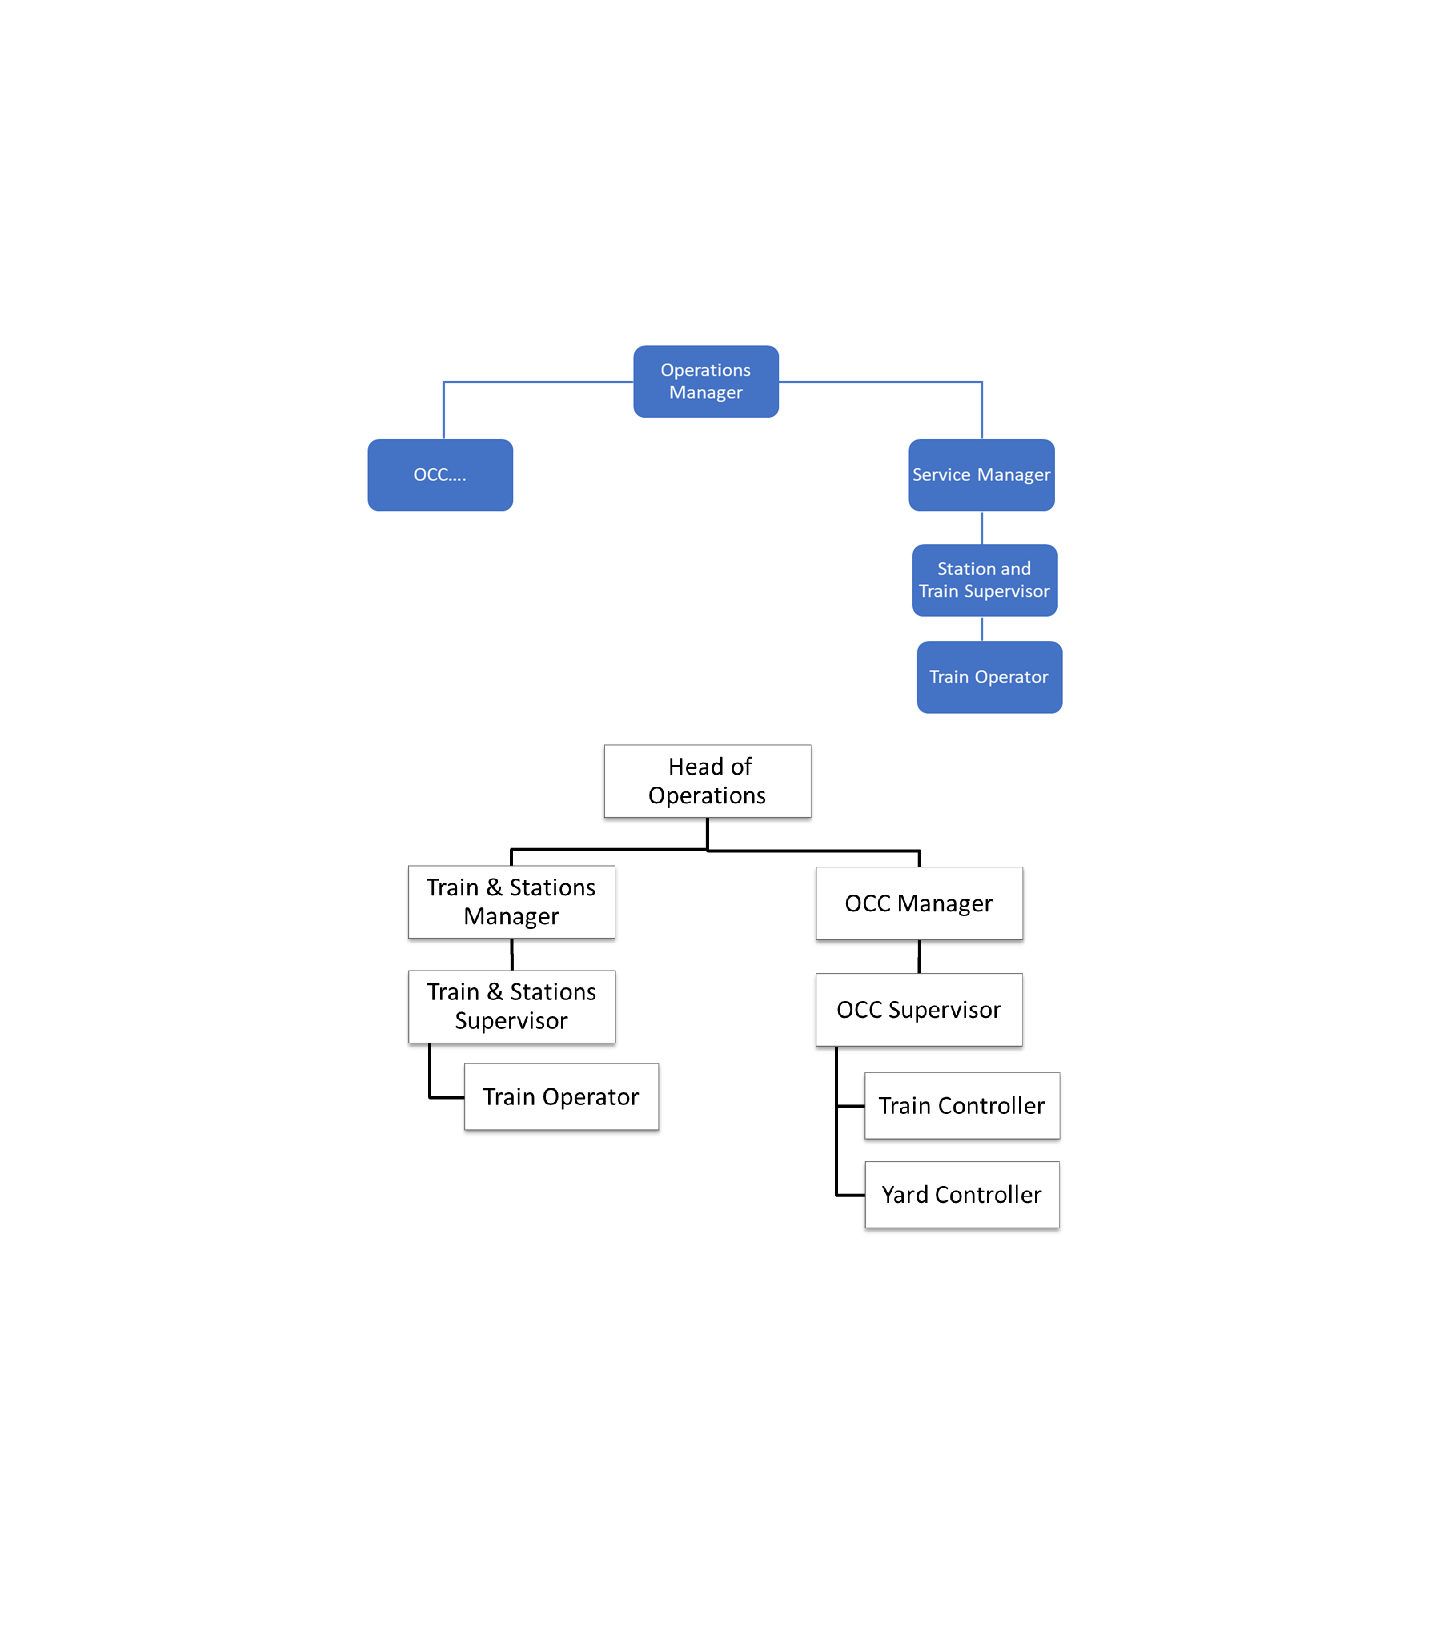 Operations
Manager
OCC....
Service Manager
Station and
Train Supervisor
Train Operator
Head of
Operations
Train & Stations
Manager
OCC Manager
Train & Stations
Supervisor
OCC Supervisor
Train Operator
Train Controller
Yard Controller